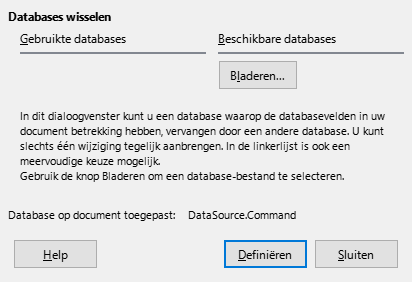 Databases wisselen
Gebruikte databases
Beschikbare databases
Bladeren...
In dit dialoogvenster kunt u een database waarop de databasevelden in uw
document betrekking hebben, vervangen door een andere database. U kunt
slechts één wijziging tegelijk aanbrengen. In de linkerlijst is ook een
meervoudige keuze mogelijk.
Gebruik de knop Bladeren om een database-bestand te selecteren.
Database op document toegepast: DataSource.Command
Help
Definiëren
Sluiten